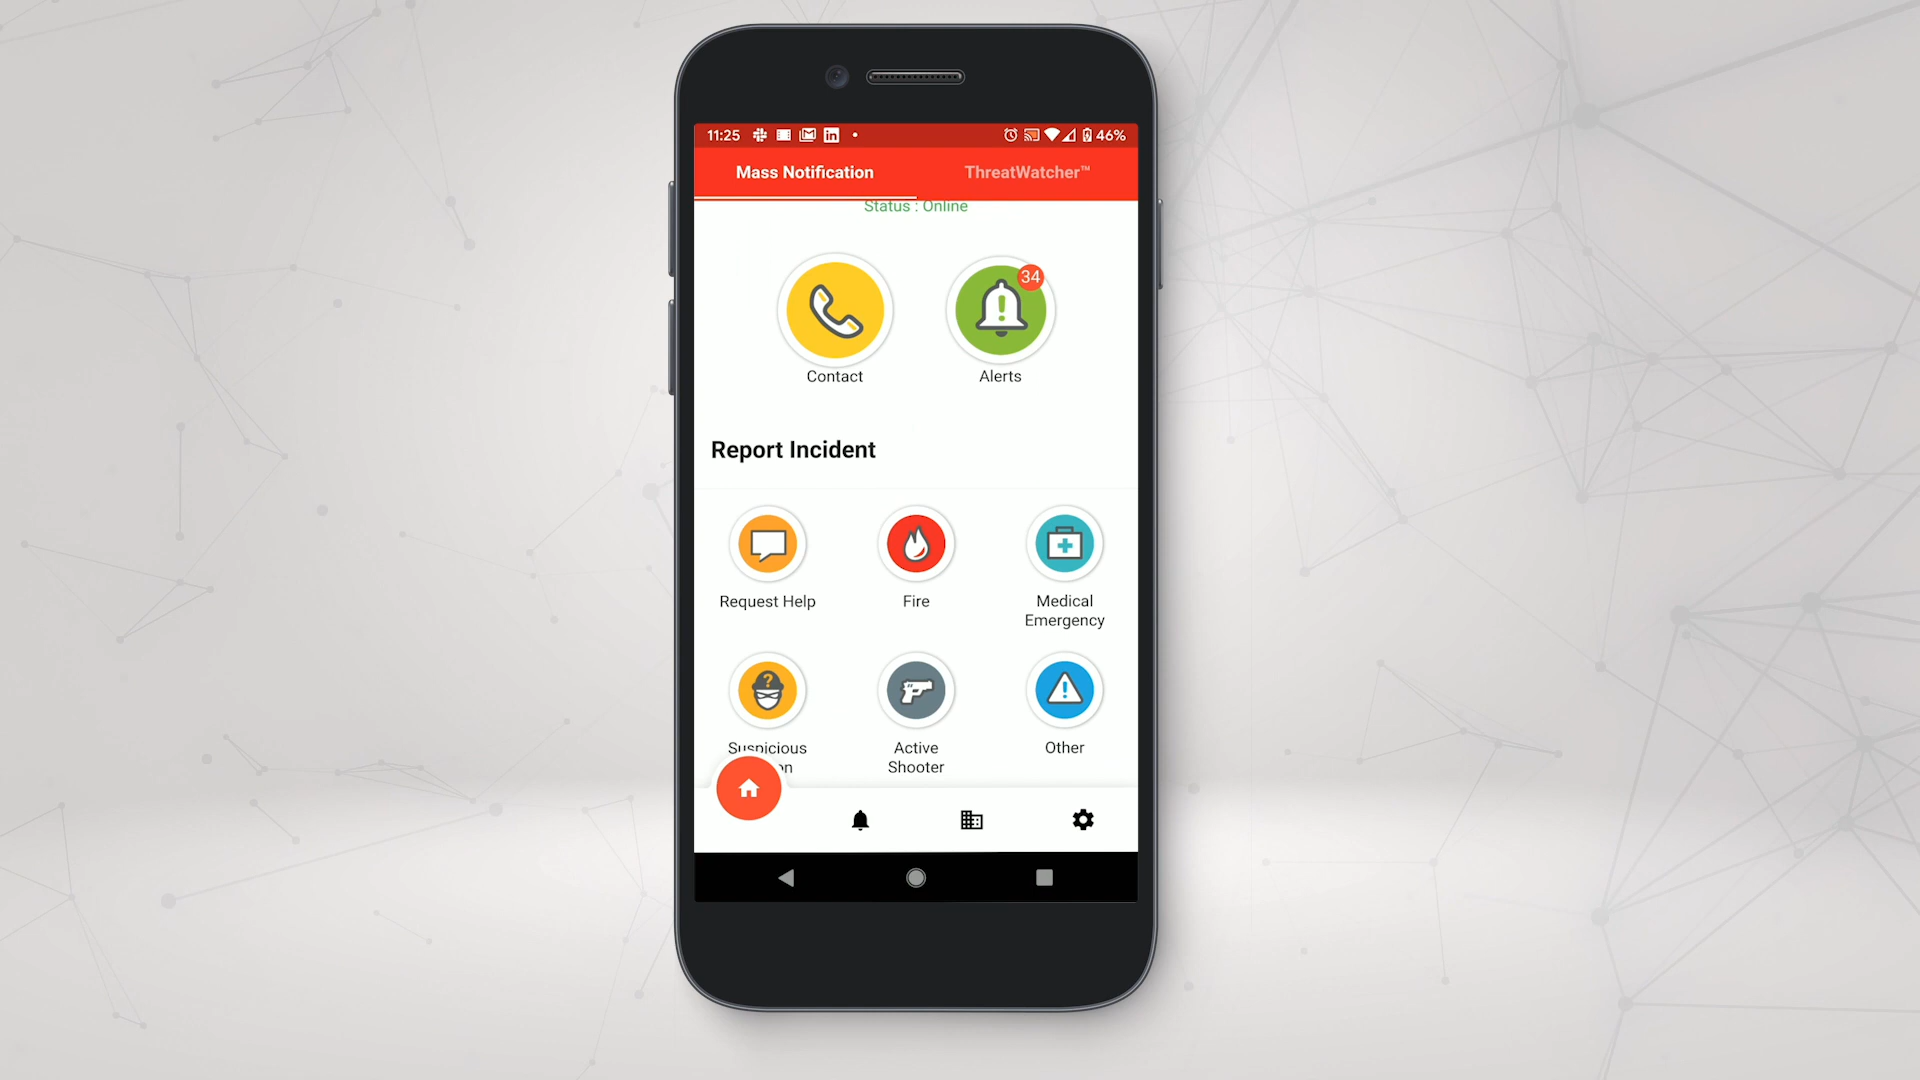 11:25
46%
Mass Notification
ThreatWatcher™
Status : Online
34
Contact
Alerts
Report Incident
Request Help
Fire
Medical
Emergency
Suspicious
Active
Shooter
Other